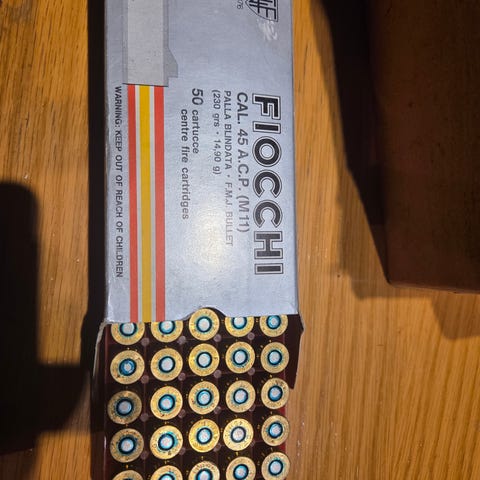 FIOCCHI
CAL. 45 A.C.P. (M11)
PALLA BLINDATA · F.M.J. BULLET
(230 grs · 14,90 g)
50 cartucce
centre fire cartridges
WARNING: KEEP OUT OF REACH OF CHILDREN